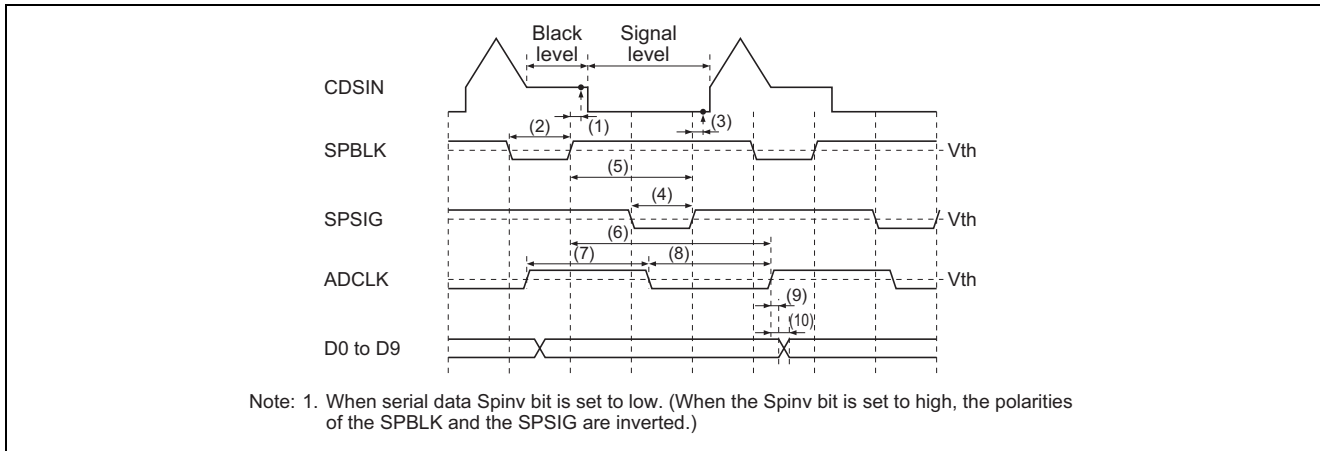 Black level
Signal level
CDSIN
(1)
(3)
(2)
SPBLK
Vth
(5)
(4)
SPSIG
Vth
(6)
(7)
(8)
ADCLK
Vth
(9)
(10)
D0 to D9
Note: 1. When serial data Spinv bit is set to low. (When the Spinv bit is set to high, the polarities
of the SPBLK and the SPSIG are inverted.)